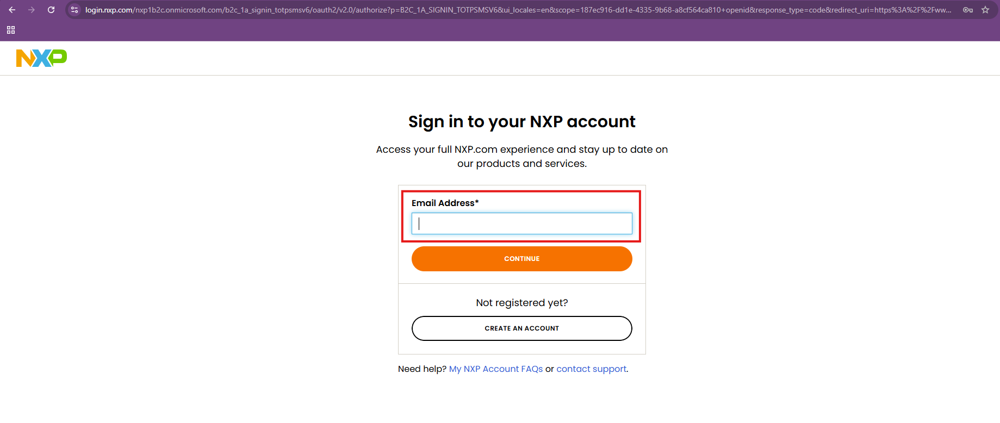 login.nxp.com/nxp1b2c.onmicrosoft.com/b2c_1a_signin_totpsmsv6/oauth2/v2.0/authorize?p=B2C_1A_SIGNIN_TOTPSMSV6&ui_locales=en&scope=187ec916-dd1e-4335-9b68-a8cf564ca810+openid&response_type=code&redirect_uri=https%3A%2F%2Fww...
NXP
Sign in to your NXP account
Access your full NXP.com experience and stay up to date on
our products and services.
Email Address*
CONTINUE
Not registered yet?
CREATE AN ACCOUNT
Need help? My NXP Account FAQs or contact support.